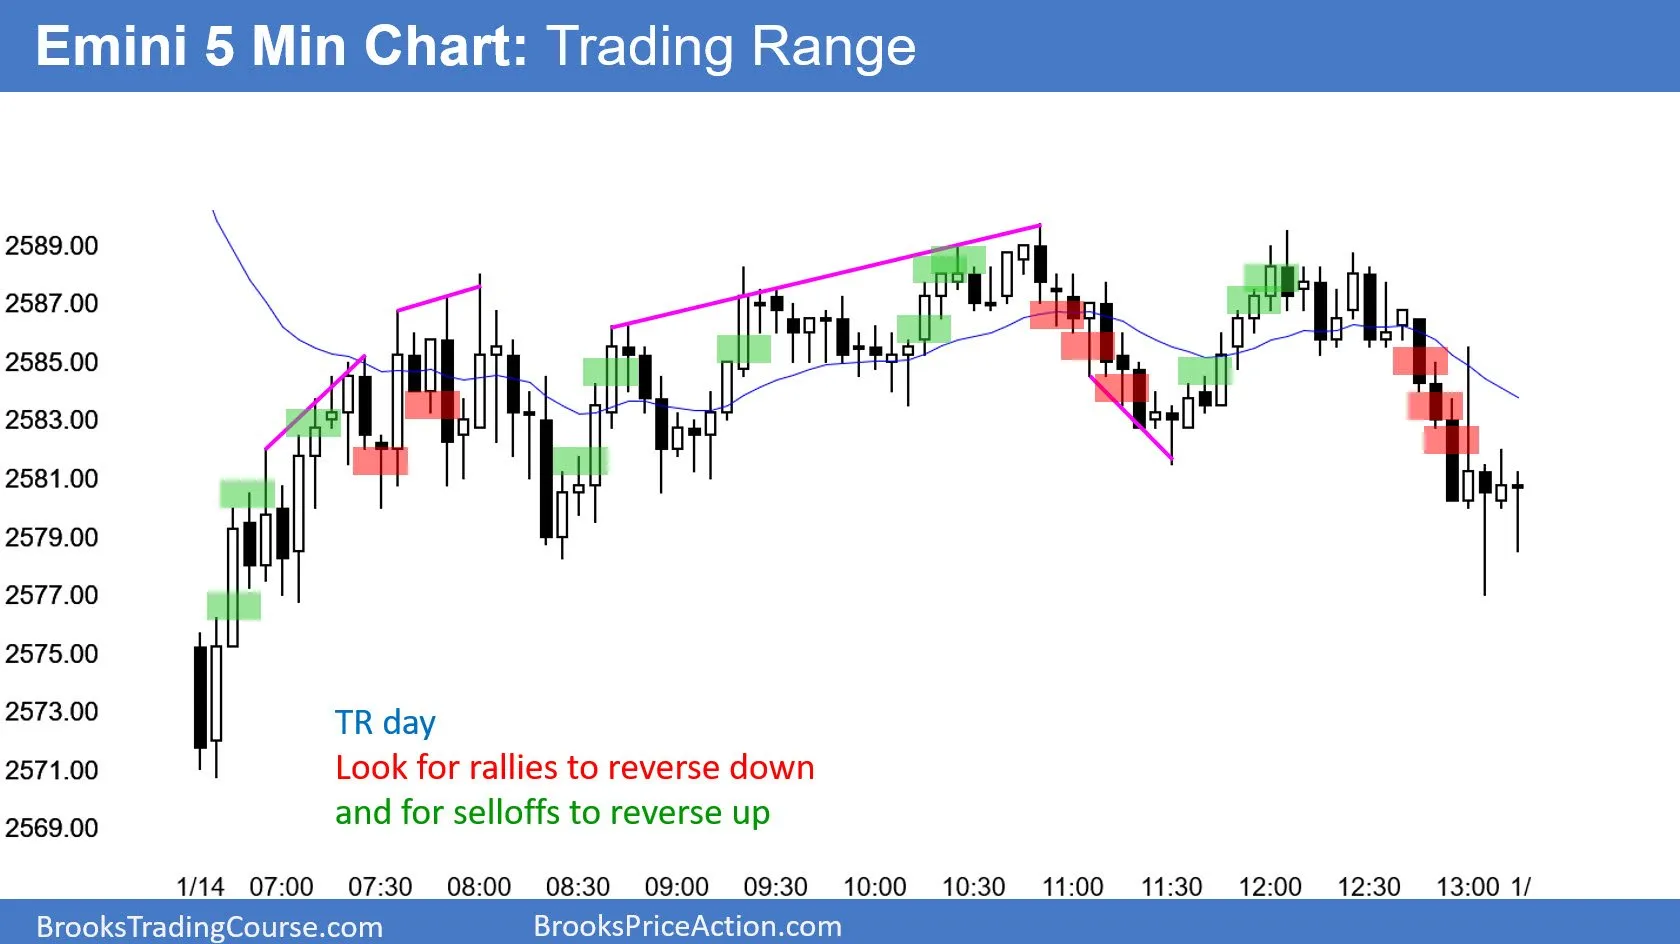 Emini 5 Min Chart: Trading Range
2589.00
2587.00
2585.00
2583.00
2581.00
2579.00
2577.00
2575.00
2573.00
2571.00
2569.00
TR day
Look for rallies to reverse down
and for selloffs to reverse up
1/14 07:00 07:30 08:00 08:30 09:00 09:30 10:00 10:30 11:00 11:30 12:00 12:30 13:00 1/
BrooksTradingCourse.com BrooksPriceAction.com